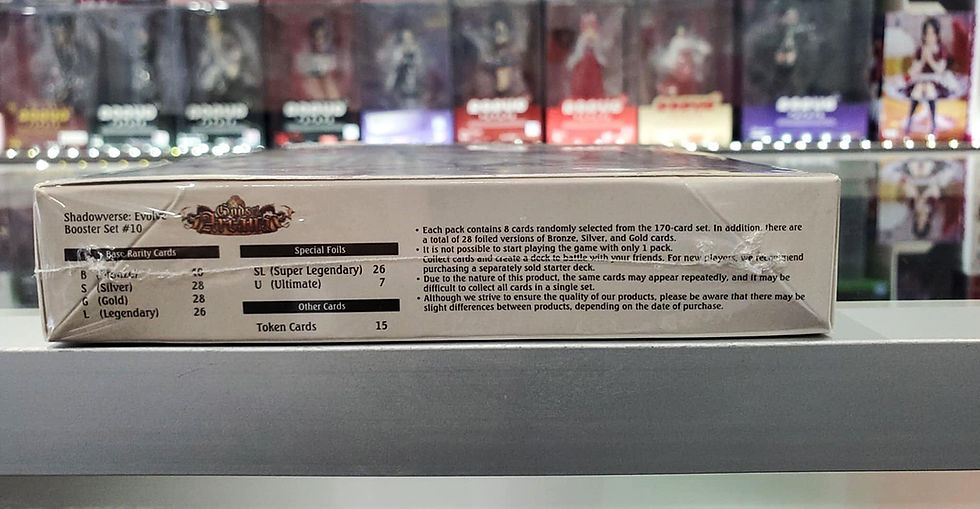 Shadowverse: Evolve
Booster Set #10
Gods of the Arcana
Base Rarity Cards
B (Bronze)
S (Silver) 28
G (Gold) 28
L (Legendary) 26
Special Foils
SL (Super Legendary) 26
U (Ultimate) 7
Other Cards
Token Cards 15
• Each pack contains 8 cards randomly selected from the 170-card set. In addition, there are
a total of 28 foiled versions of Bronze, Silver, and Gold cards.
• It is not possible to start playing the game with only 1 pack.
Collect cards and create a deck to battle with your friends. For new players, we recommend
purchasing a separately sold starter deck.
• Due to the nature of this product, the same cards may appear repeatedly, and it may be
difficult to collect all cards in a single set.
• Although we strive to ensure the quality of our products, please be aware that there may be
slight differences between products, depending on the date of purchase.